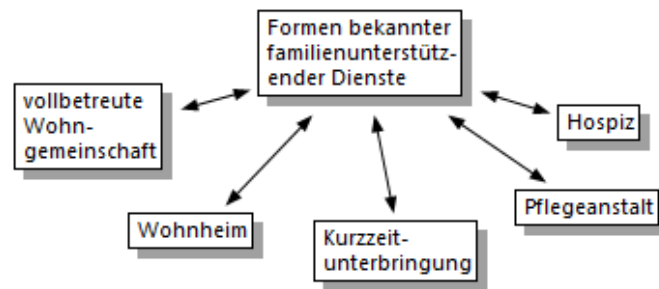 Formen bekannter
familienunterstütz-
ender Dienste
vollbetreute
Wohn-
gemeinschaft
Hospiz
Wohnheim
Kurzzeit-
unterbringung
Pflegeanstalt